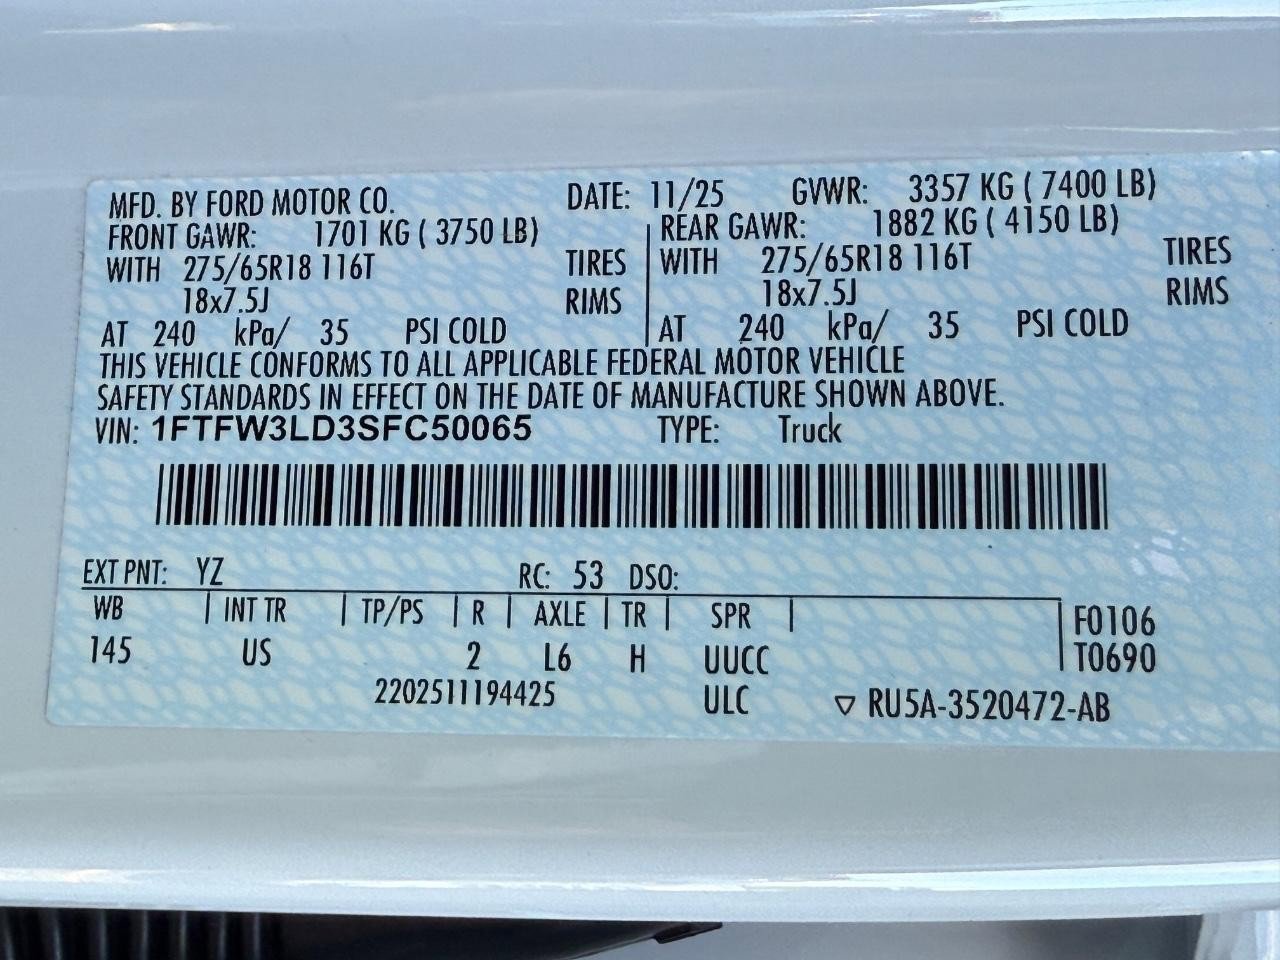 MFD. BY FORD MOTOR CO. DATE: 11/25 GVWR: 3357 KG ( 7400 LB)
FRONT GAWR: 1701 KG ( 3750 LB) REAR GAWR: 1882 KG ( 4150 LB)
WITH 275/65R18 116T TIRES WITH 275/65R18 116T TIRES
18x7.5J RIMS 18x7.5J RIMS
AT 240 kPa/ 35 PSI COLD AT 240 kPa/ 35 PSI COLD
THIS VEHICLE CONFORMS TO ALL APPLICABLE FEDERAL MOTOR VEHICLE
SAFETY STANDARDS IN EFFECT ON THE DATE OF MANUFACTURE SHOWN ABOVE.
VIN: 1FTFW3LD3SFC50065 TYPE: Truck
EXT PNT: YZ RC: 53 DSO:
WB | INT TR | TP/PS | R | AXLE | TR | SPR | F0106
145 US 2 L6 H UUCC T0690
2202511194425 ULC ▽ RU5A-3520472-AB